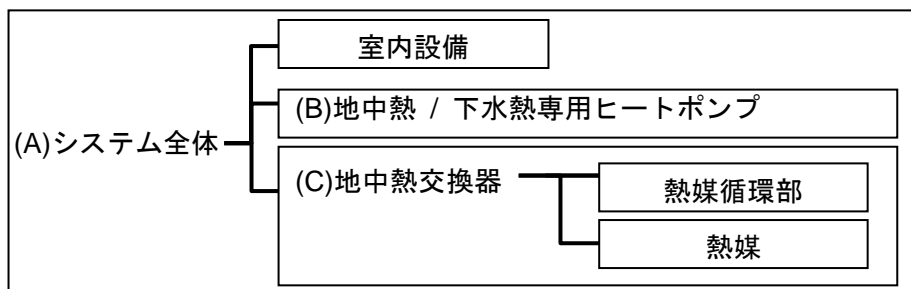 室内設備
(B)地中熱 / 下水熱専用ヒートポンプ
(A)システム全体
(C)地中熱交換器
熱媒循環部
熱媒